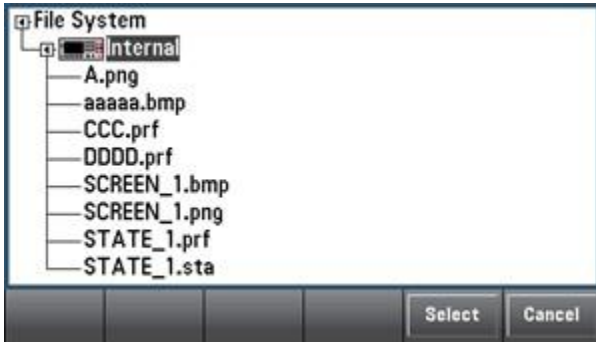 File System
Internal
A.png
aaaaa.bmp
CCC.prf
DDDD.prf
SCREEN_1.bmp
SCREEN_1.png
STATE_1.prf
STATE_1.sta
Select Cancel